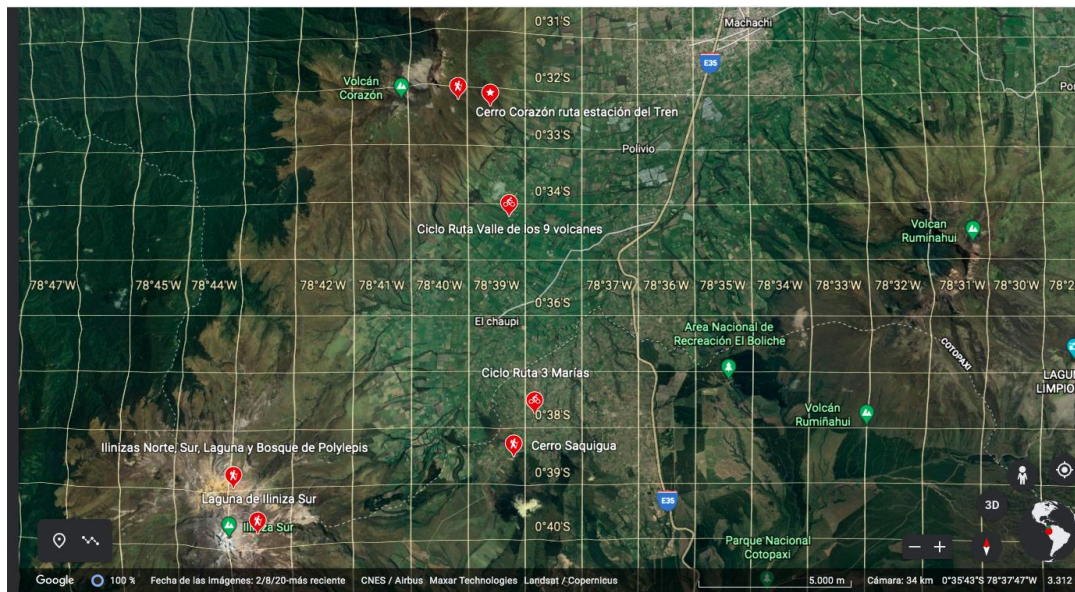 0°31'S
Machachi
E35
Volcán
Corazón
0°32'S
Cerro Corazón ruta estación del Tren
0°33'S
Polivio
0°34'S
Ciclo Ruta Valle de los 9 volcanes
Volcan
Ruminahui
78°47'W 78°45'W 78°44'W 78°42'W 78°41'W 78°40'W 78°39'W 78°37'W 78°36'W 78°35'W 78°34'W 78°33'W 78°32'W 78°31'W 78°30'W
0°36'S
El chaupi
Area Nacional de
Recreación El Boliche
COTOPAXI
Ciclo Ruta 3 Marías
0°38'S
Volcán
Rumiñahui
Ilinizas Norte, Sur, Laguna y Bosque de Polylepis
Cerro Saquigua
0°39'S
Laguna de Iliniza Sur
E35
3D
Iliniza Sur
0°40'S
Parque Nacional
Cotopaxi
Google 100 % Fecha de las imágenes: 2/8/20-más reciente CNES / Airbus Maxar Technologies Landsat / Copernicus 5.000 m Cámara: 34 km 0°35'43"S 78°37'47"W 3.312